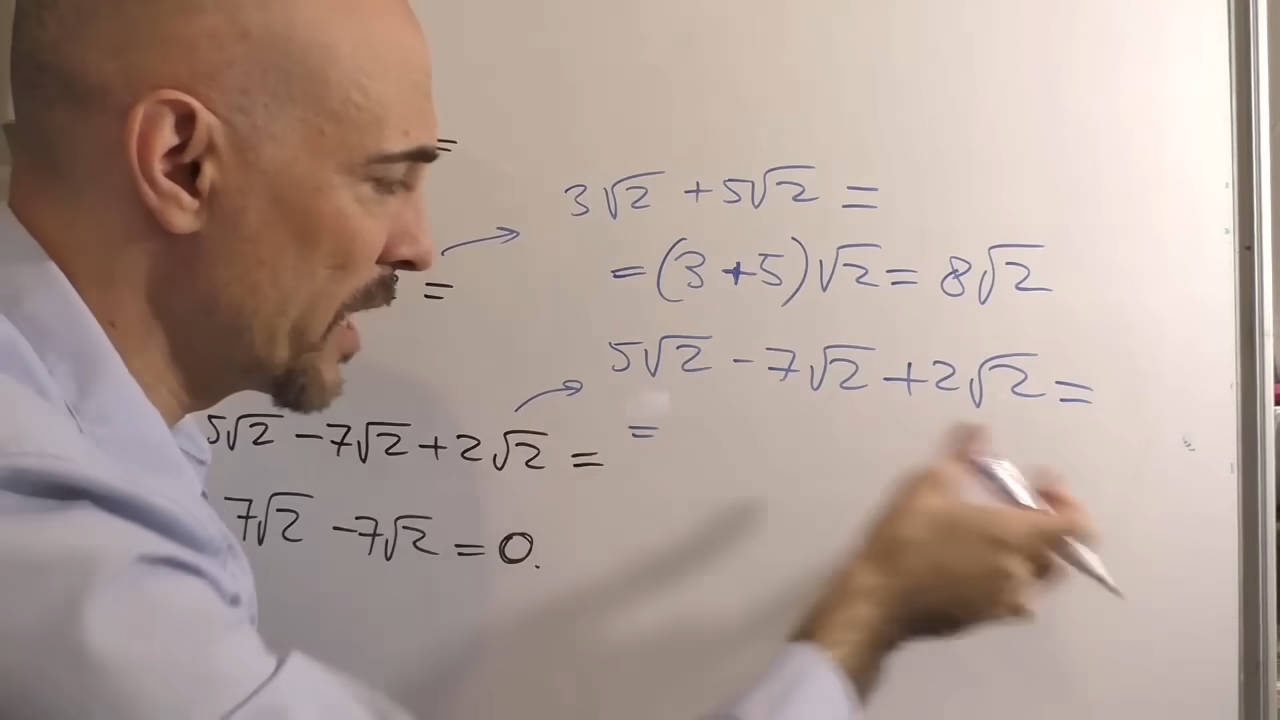 =
=
5√2 − 7√2 + 2√2 =
7√2 − 7√2 = 0.
3√2 + 5√2 =
= (3 + 5)√2 = 8√2
5√2 − 7√2 + 2√2 =
=